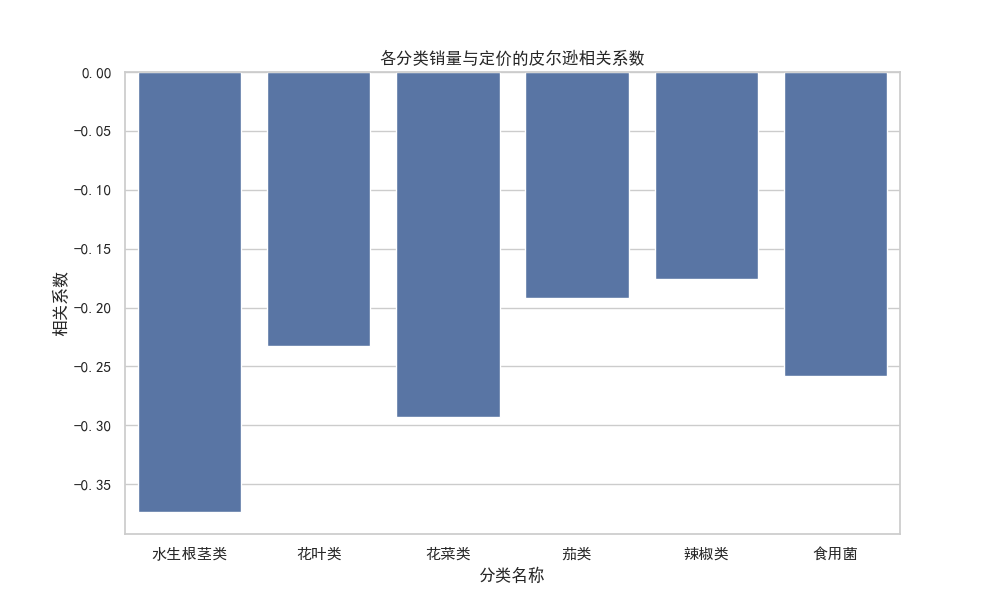 各分类销量与定价的皮尔逊相关系数
0.00
-0.05
-0.10
-0.15
-0.20
-0.25
-0.30
-0.35
相关系数
水生根茎类 花叶类 花菜类 茄类 辣椒类 食用菌
分类名称